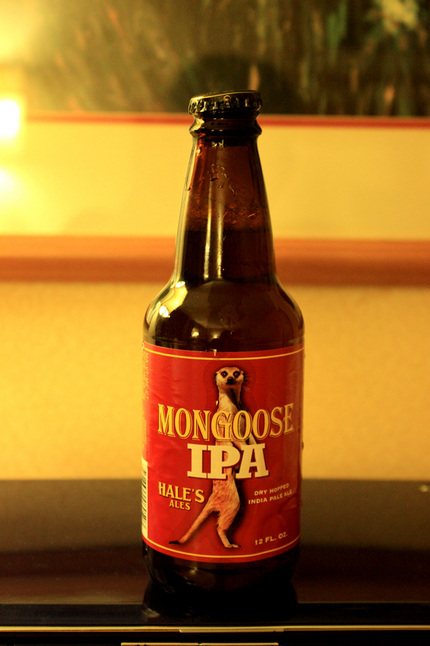 MONGOOSE
IPA
HALE'S
ALES
DRY HOPPED
INDIA PALE ALE
12 FL. OZ.